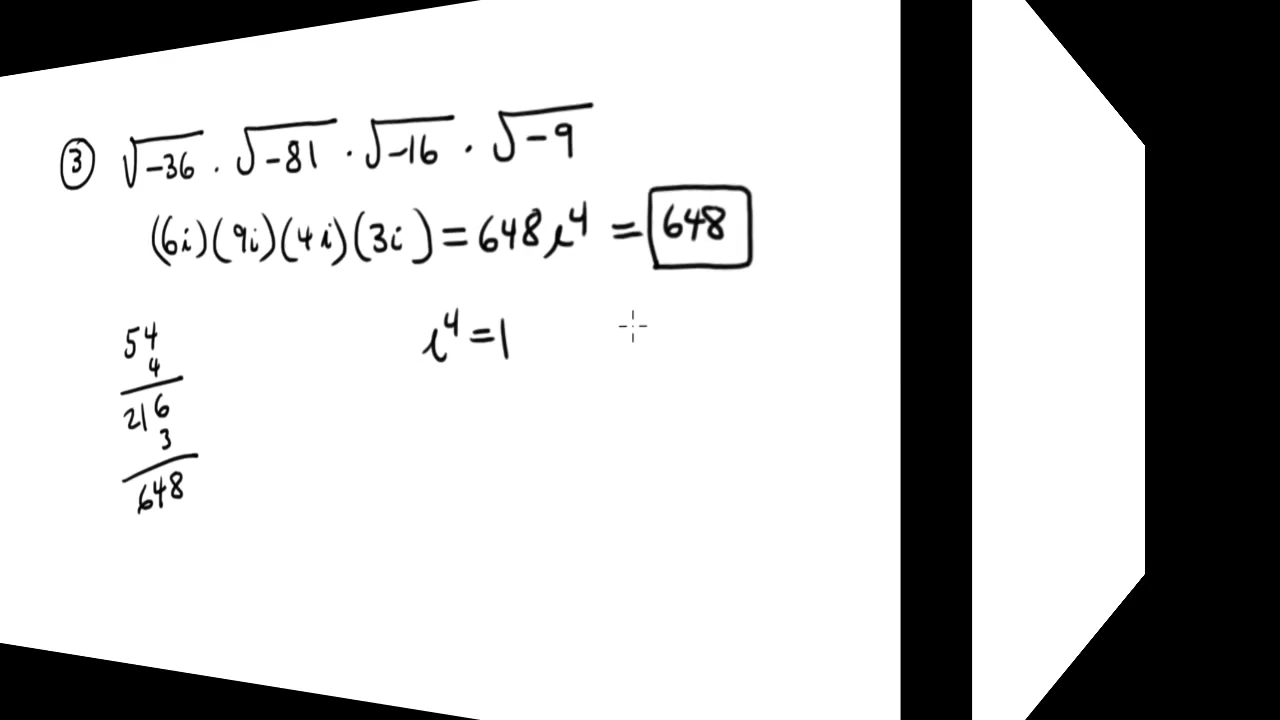 ③ √-36 · √-81 · √-16 · √-9
(6i)(9i)(4i)(3i) = 648i⁴ = 648
54
4
216
3
648
i⁴ = 1